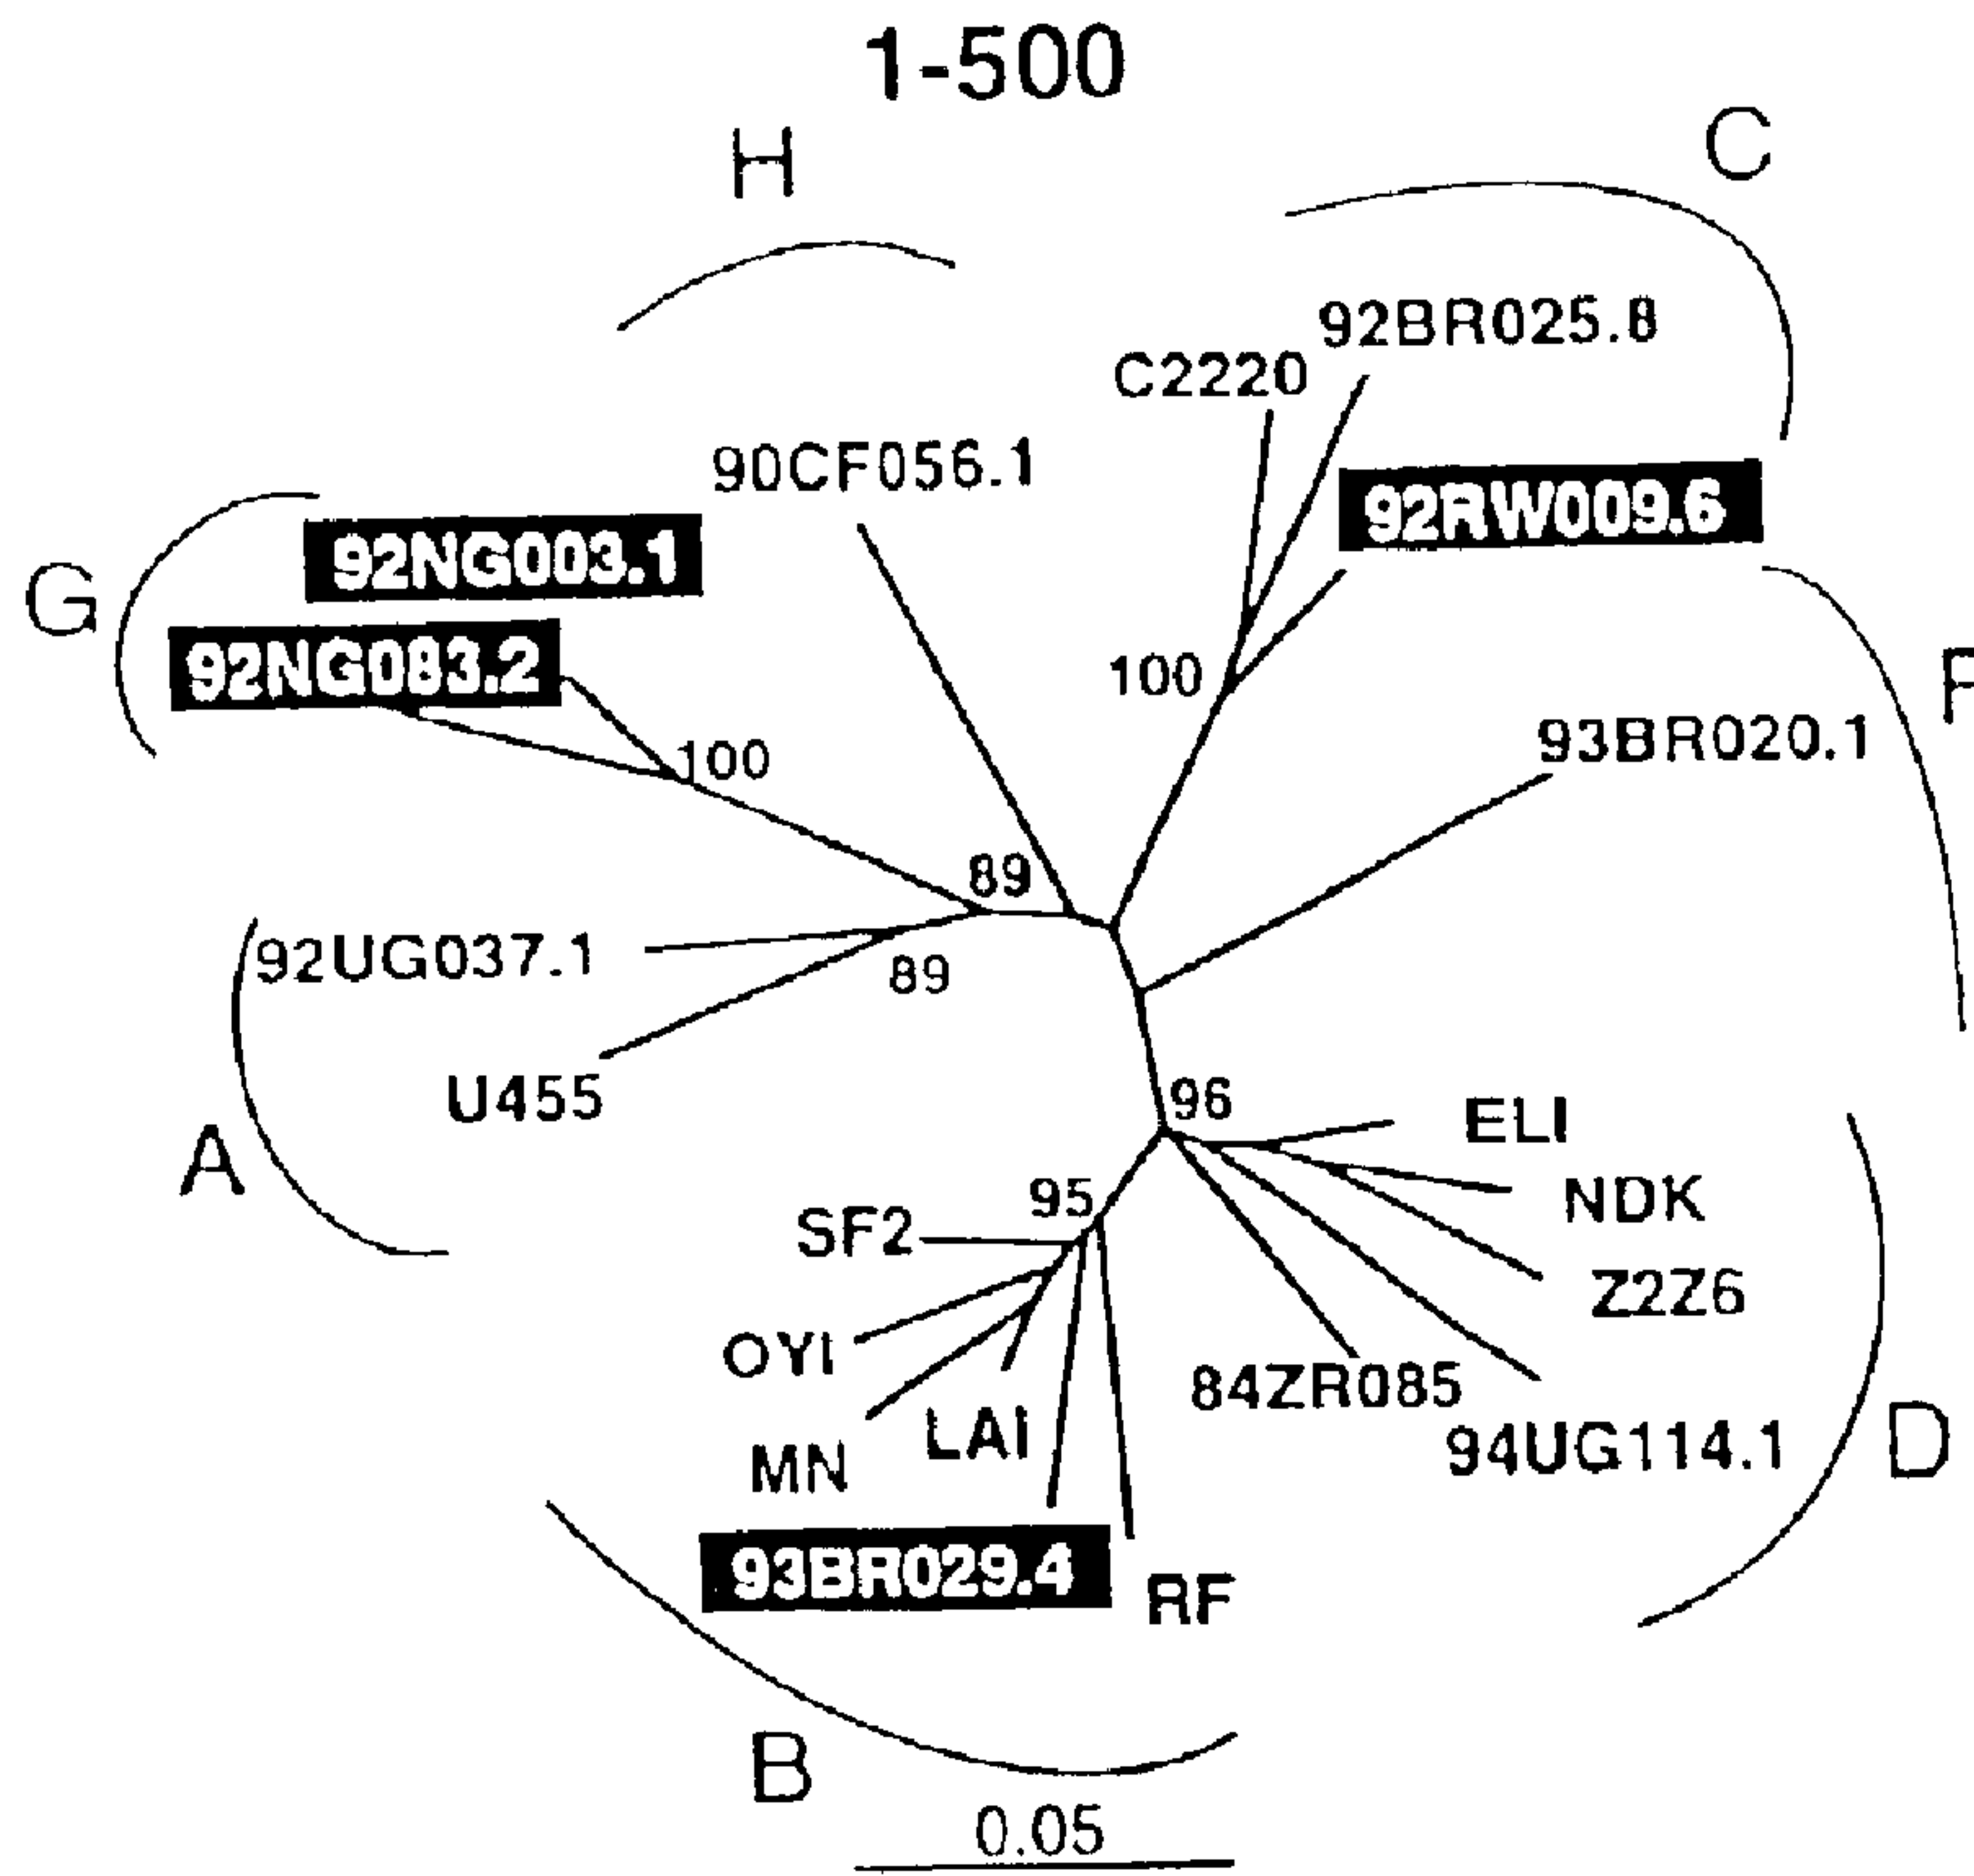 1-500
H
C
92BR025.8
C2220
90CF056.1
92RW009.6
92NG003.1
G
92NG083.2
100
F
93BR020.1
100
89
92UG037.1
89
U455
96
ELI
A
95
NDK
SF2
Z2Z6
OYI
84ZR085
LAI
94UG114.1
D
MN
93BR029.4
RF
B
0.05